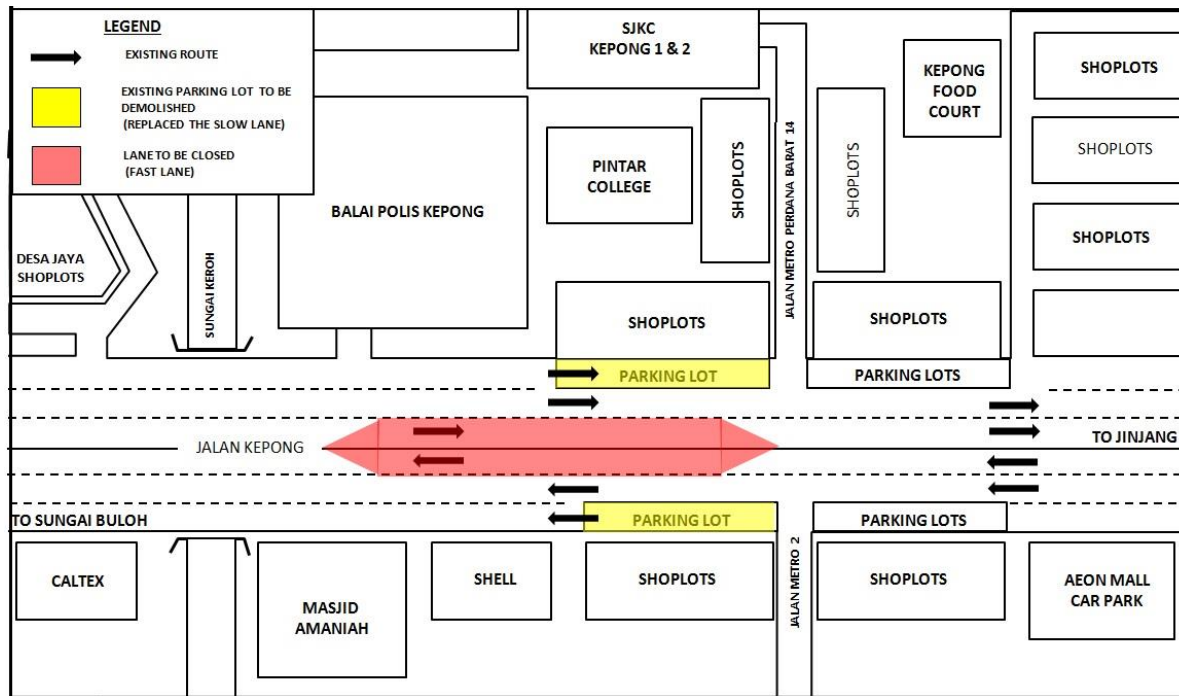 LEGEND
EXISTING ROUTE
EXISTING PARKING LOT TO BE
DEMOLISHED
(REPLACED THE SLOW LANE)
LANE TO BE CLOSED
(FAST LANE)
SJKC
KEPONG 1 & 2
KEPONG
FOOD
COURT
SHOPLOTS
SHOPLOTS
SHOPLOTS
PINTAR
COLLEGE
SHOPLOTS
JALAN METRO PERDANA BARAT 14
SHOPLOTS
BALAI POLIS KEPONG
DESA JAYA
SHOPLOTS
SUNGAI KEROH
SHOPLOTS
SHOPLOTS
PARKING LOT
PARKING LOTS
JALAN KEPONG
TO JINJANG
TO SUNGAI BULOH
PARKING LOT
PARKING LOTS
CALTEX
MASJID
AMANIAH
SHELL
SHOPLOTS
JALAN METRO 2
SHOPLOTS
AEON MALL
CAR PARK